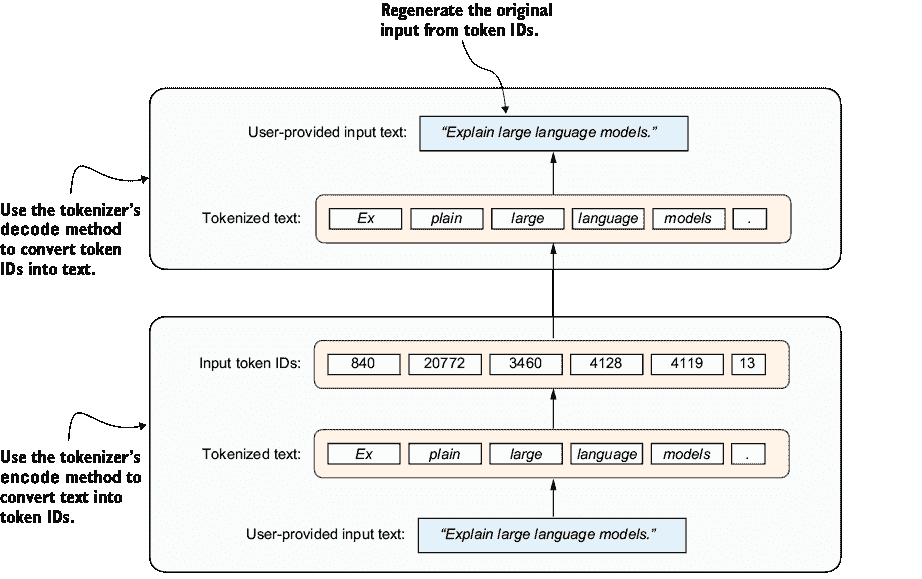 Regenerate the original
input from token IDs.
User-provided input text: “Explain large language models.”
Tokenized text: Ex plain large language models .
Use the tokenizer’s
decode method
to convert token
IDs into text.
Input token IDs: 840 20772 3460 4128 4119 13
Tokenized text: Ex plain large language models .
Use the tokenizer’s
encode method to
convert text into
token IDs.
User-provided input text: “Explain large language models.”